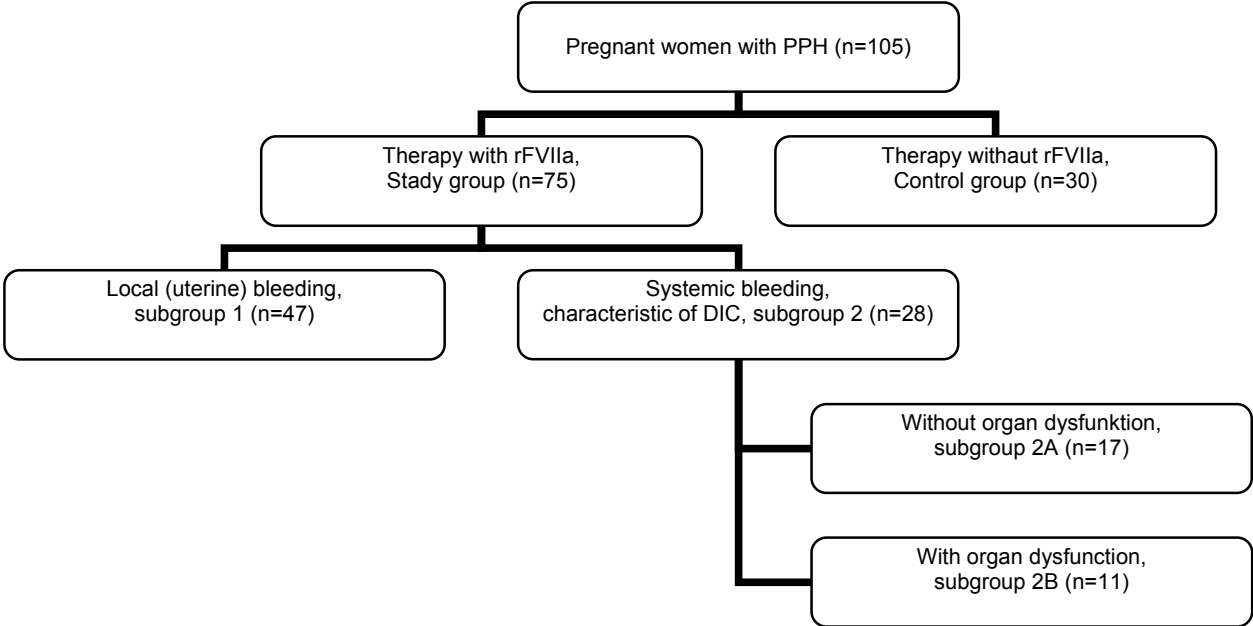 Pregnant women with PPH (n=105)
Therapy with rFVIIa,
Stady group (n=75)
Therapy withaut rFVIIa,
Control group (n=30)
Local (uterine) bleeding,
subgroup 1 (n=47)
Systemic bleeding,
characteristic of DIC, subgroup 2 (n=28)
Without organ dysfunktion,
subgroup 2A (n=17)
With organ dysfunction,
subgroup 2B (n=11)